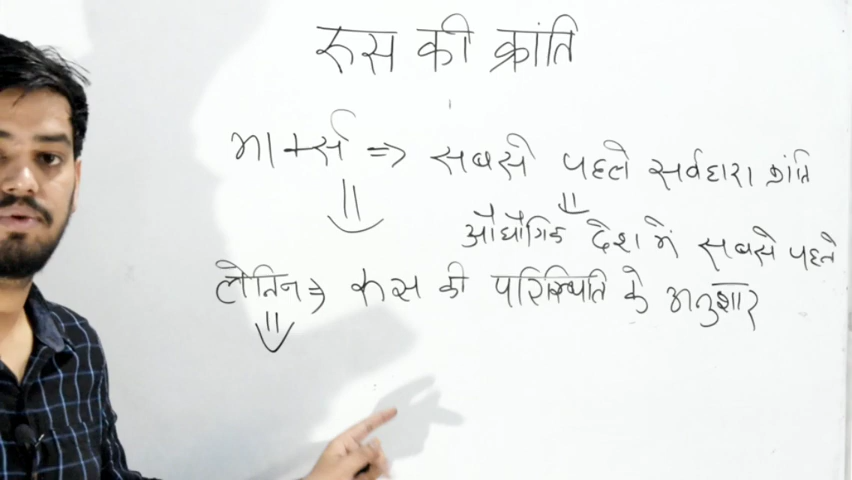 रूस की क्रांति
मार्क्स => सबसे पहले सर्वहारा क्रांति
औद्यौगिक देश में सबसे पहले
लेनिन => रूस की परिस्थिति के अनुशार